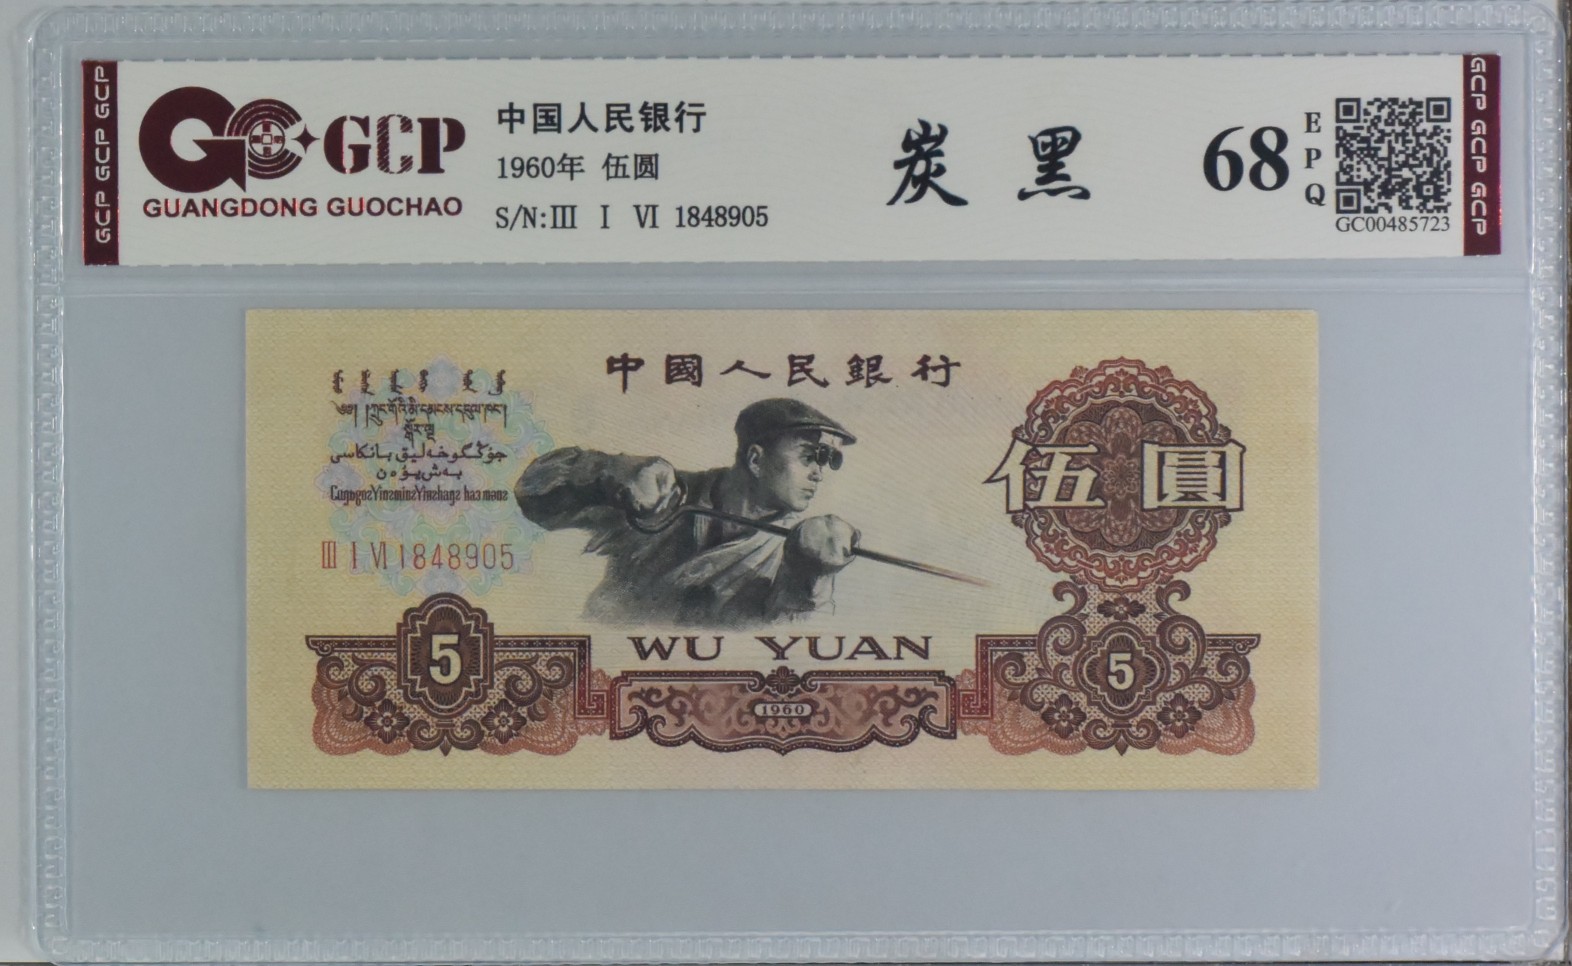 GCP GCP GCP
GCP
GUANGDONG GUOCHAO
中国人民银行
1960年 伍圆
S/N:Ⅲ Ⅰ Ⅵ 1848905
炭黑
68
EPQ
GC00485723
GCP GCP GCP
中國人民銀行
جۇڭگوخەلىق بانكاسى
بەش يۈەن
Ⅲ Ⅰ Ⅵ 1848905
伍圓
5
WU YUAN
5
1960